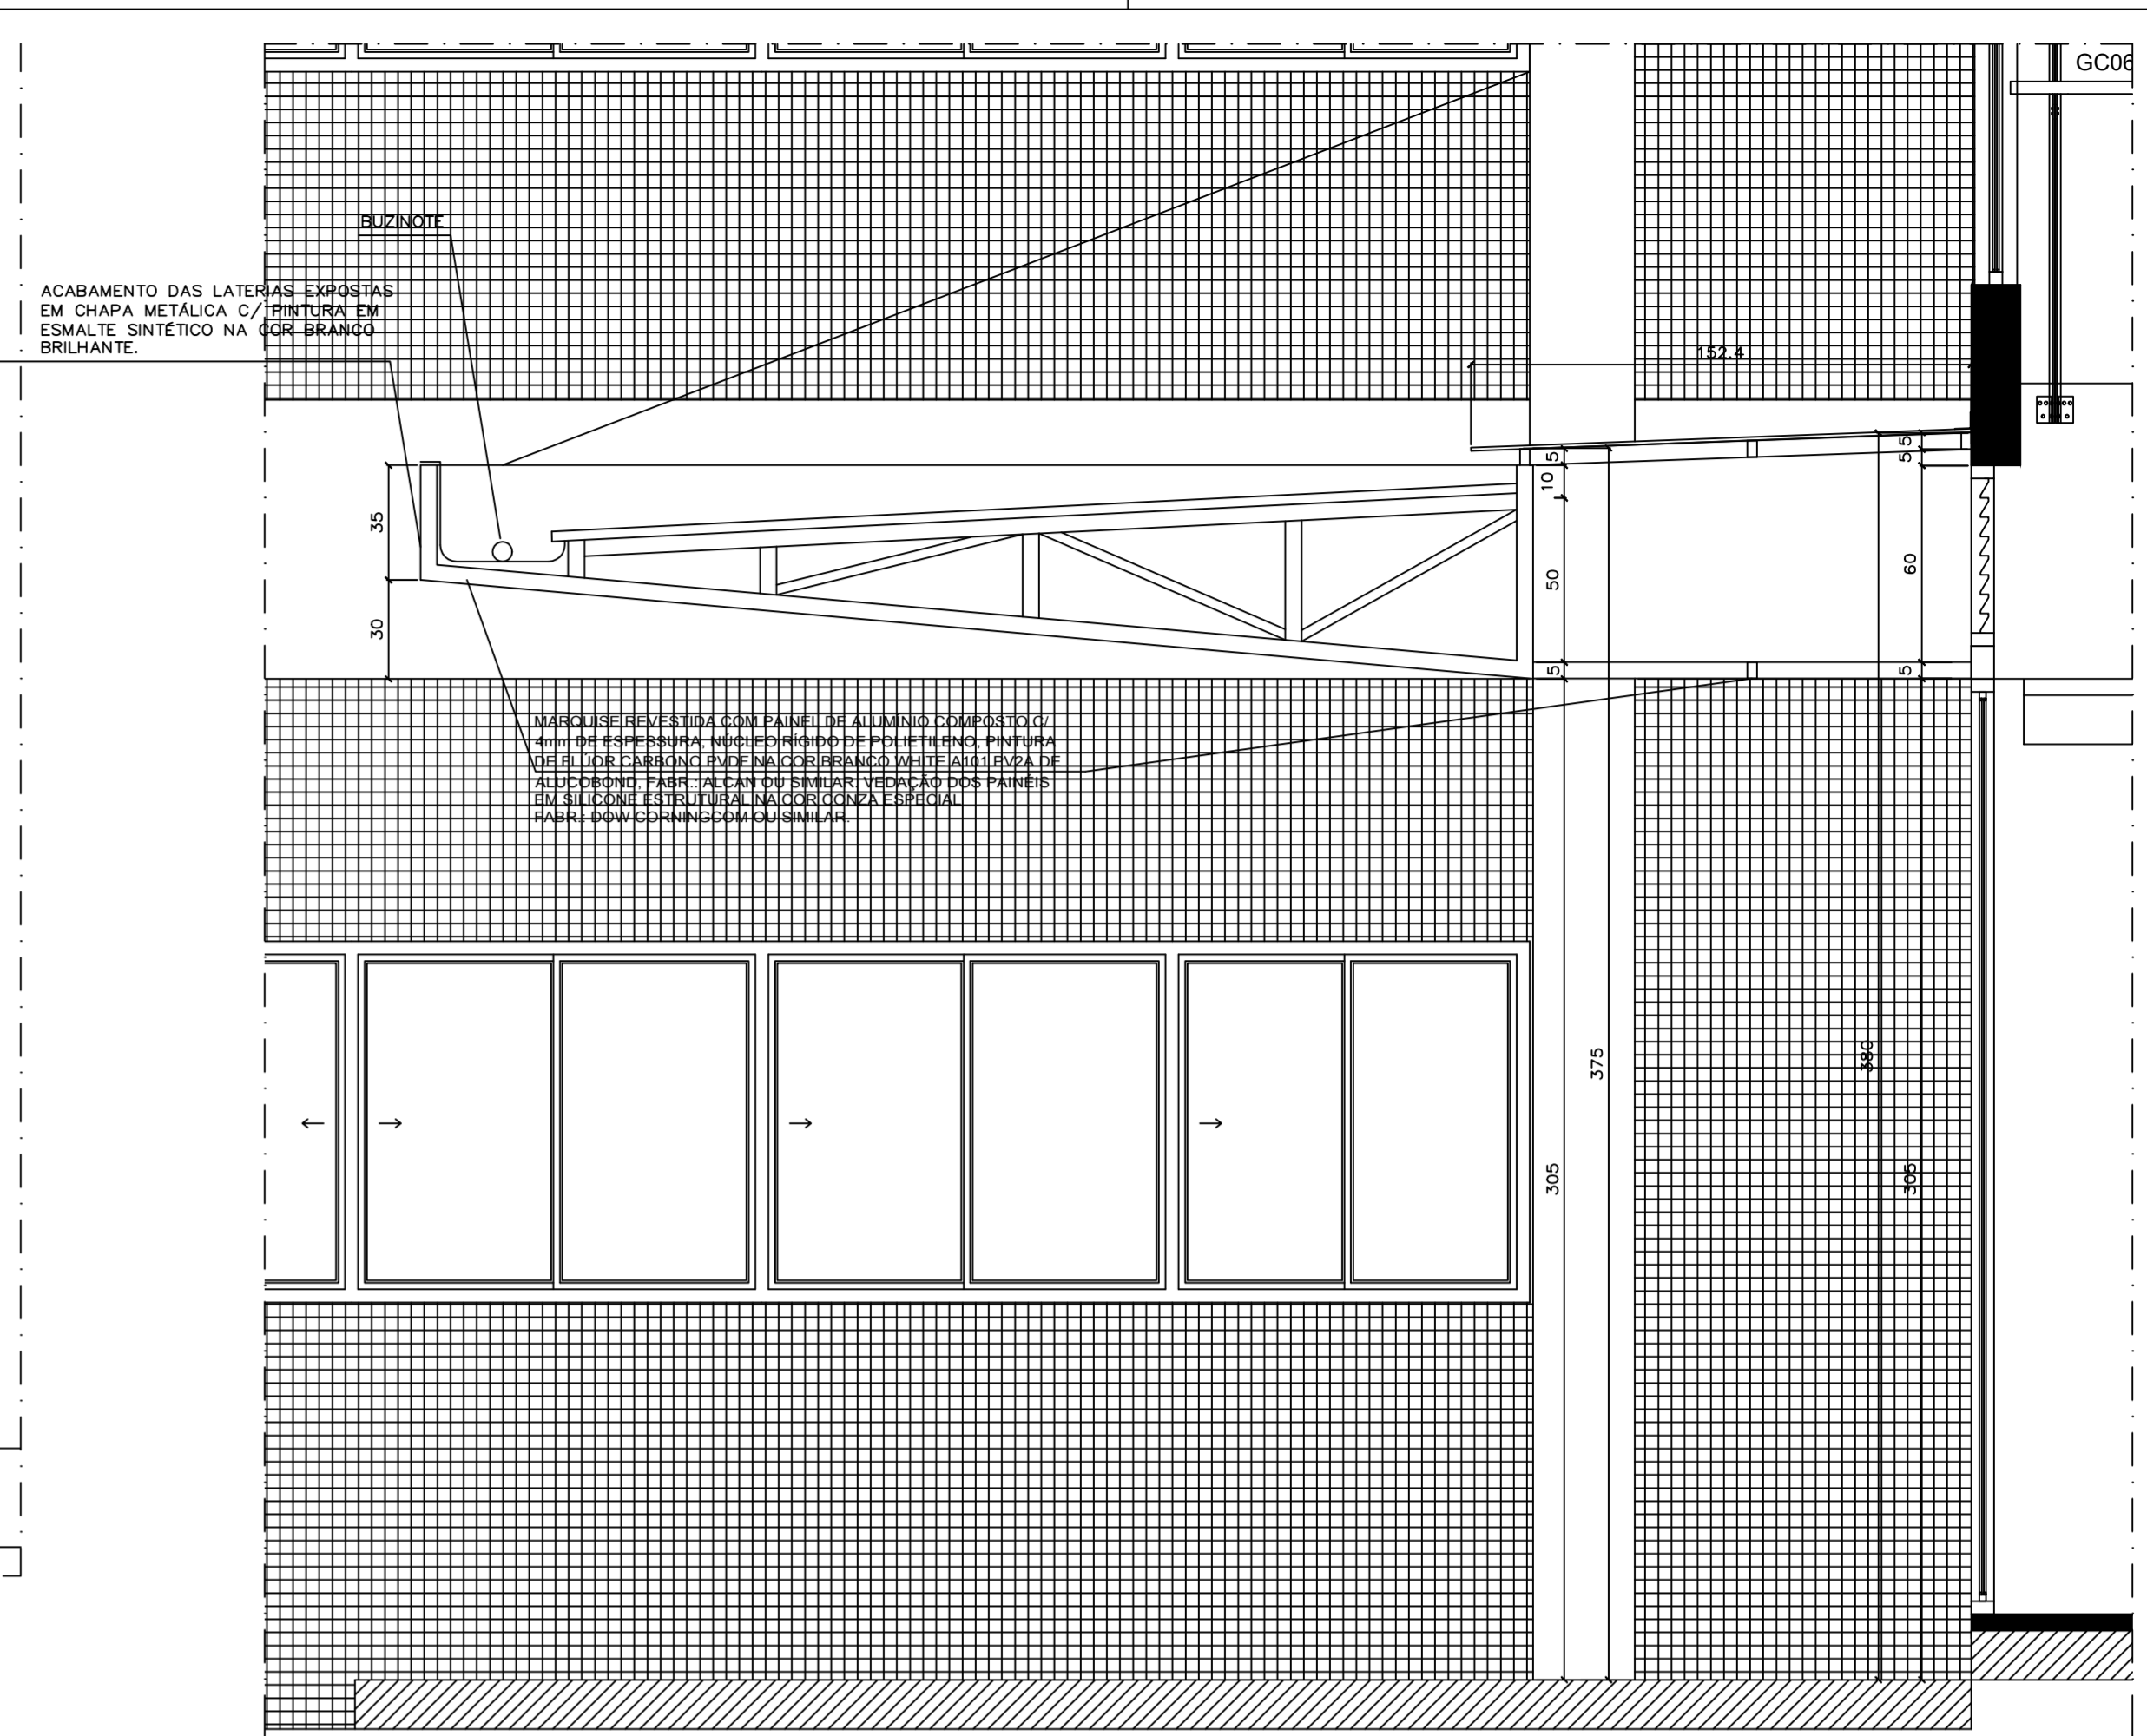 GC06
BUZINOTE
ACABAMENTO DAS LATERIAS EXPOSTAS
EM CHAPA METÁLICA C/ PINTURA EM
ESMALTE SINTÉTICO NA COR BRANCO
BRILHANTE.
152.4
5
5
5
10
35
50
60
30
5
5
MARQUISE REVESTIDA COM PAINEL DE ALUMÍNIO COMPOSTO C/
4mm DE ESPESSURA, NÚCLEO RÍGIDO DE POLIETILENO, PINTURA
DE FLÚOR CARBONO PVDF NA COR BRANCO WHITE A101 PV2A DE
ALUCOBOND, FABR.: ALCAN OU SIMILAR, VEDAÇÃO DOS PAINÉIS
EM SILICONE ESTRUTURAL NA COR CONZA ESPECIAL
FABR.: DOW CORNINGCOM OU SIMILAR.
375
380
305
305